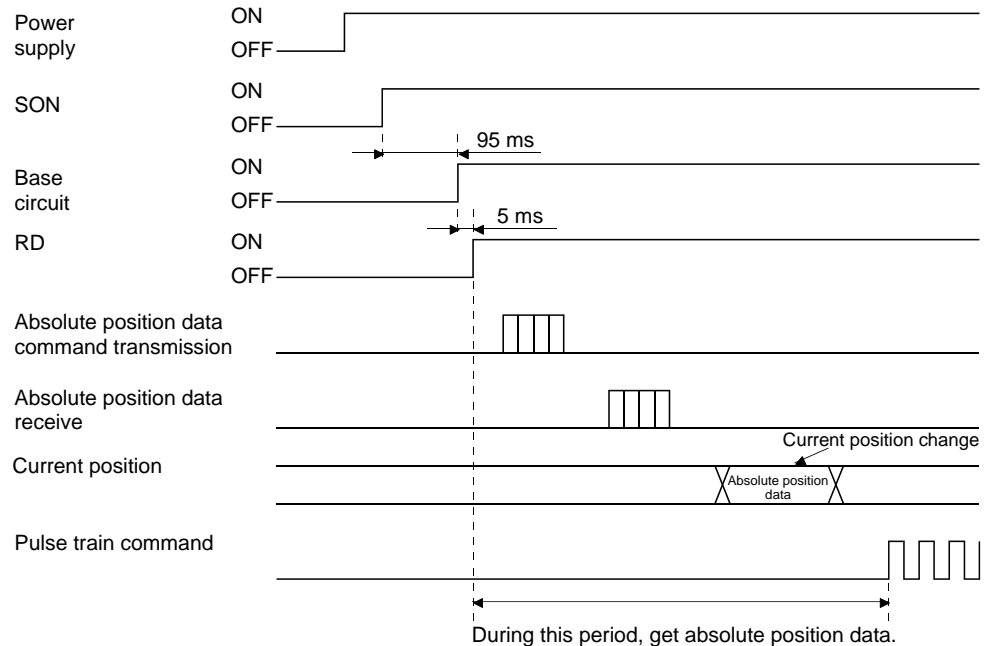 Power
supply
ON
OFF
SON
ON
OFF
95 ms
Base
circuit
ON
OFF
5 ms
RD
ON
OFF
Absolute position data
command transmission
Absolute position data
receive
Current position change
Current position
Absolute position
data
Pulse train command
During this period, get absolute position data.